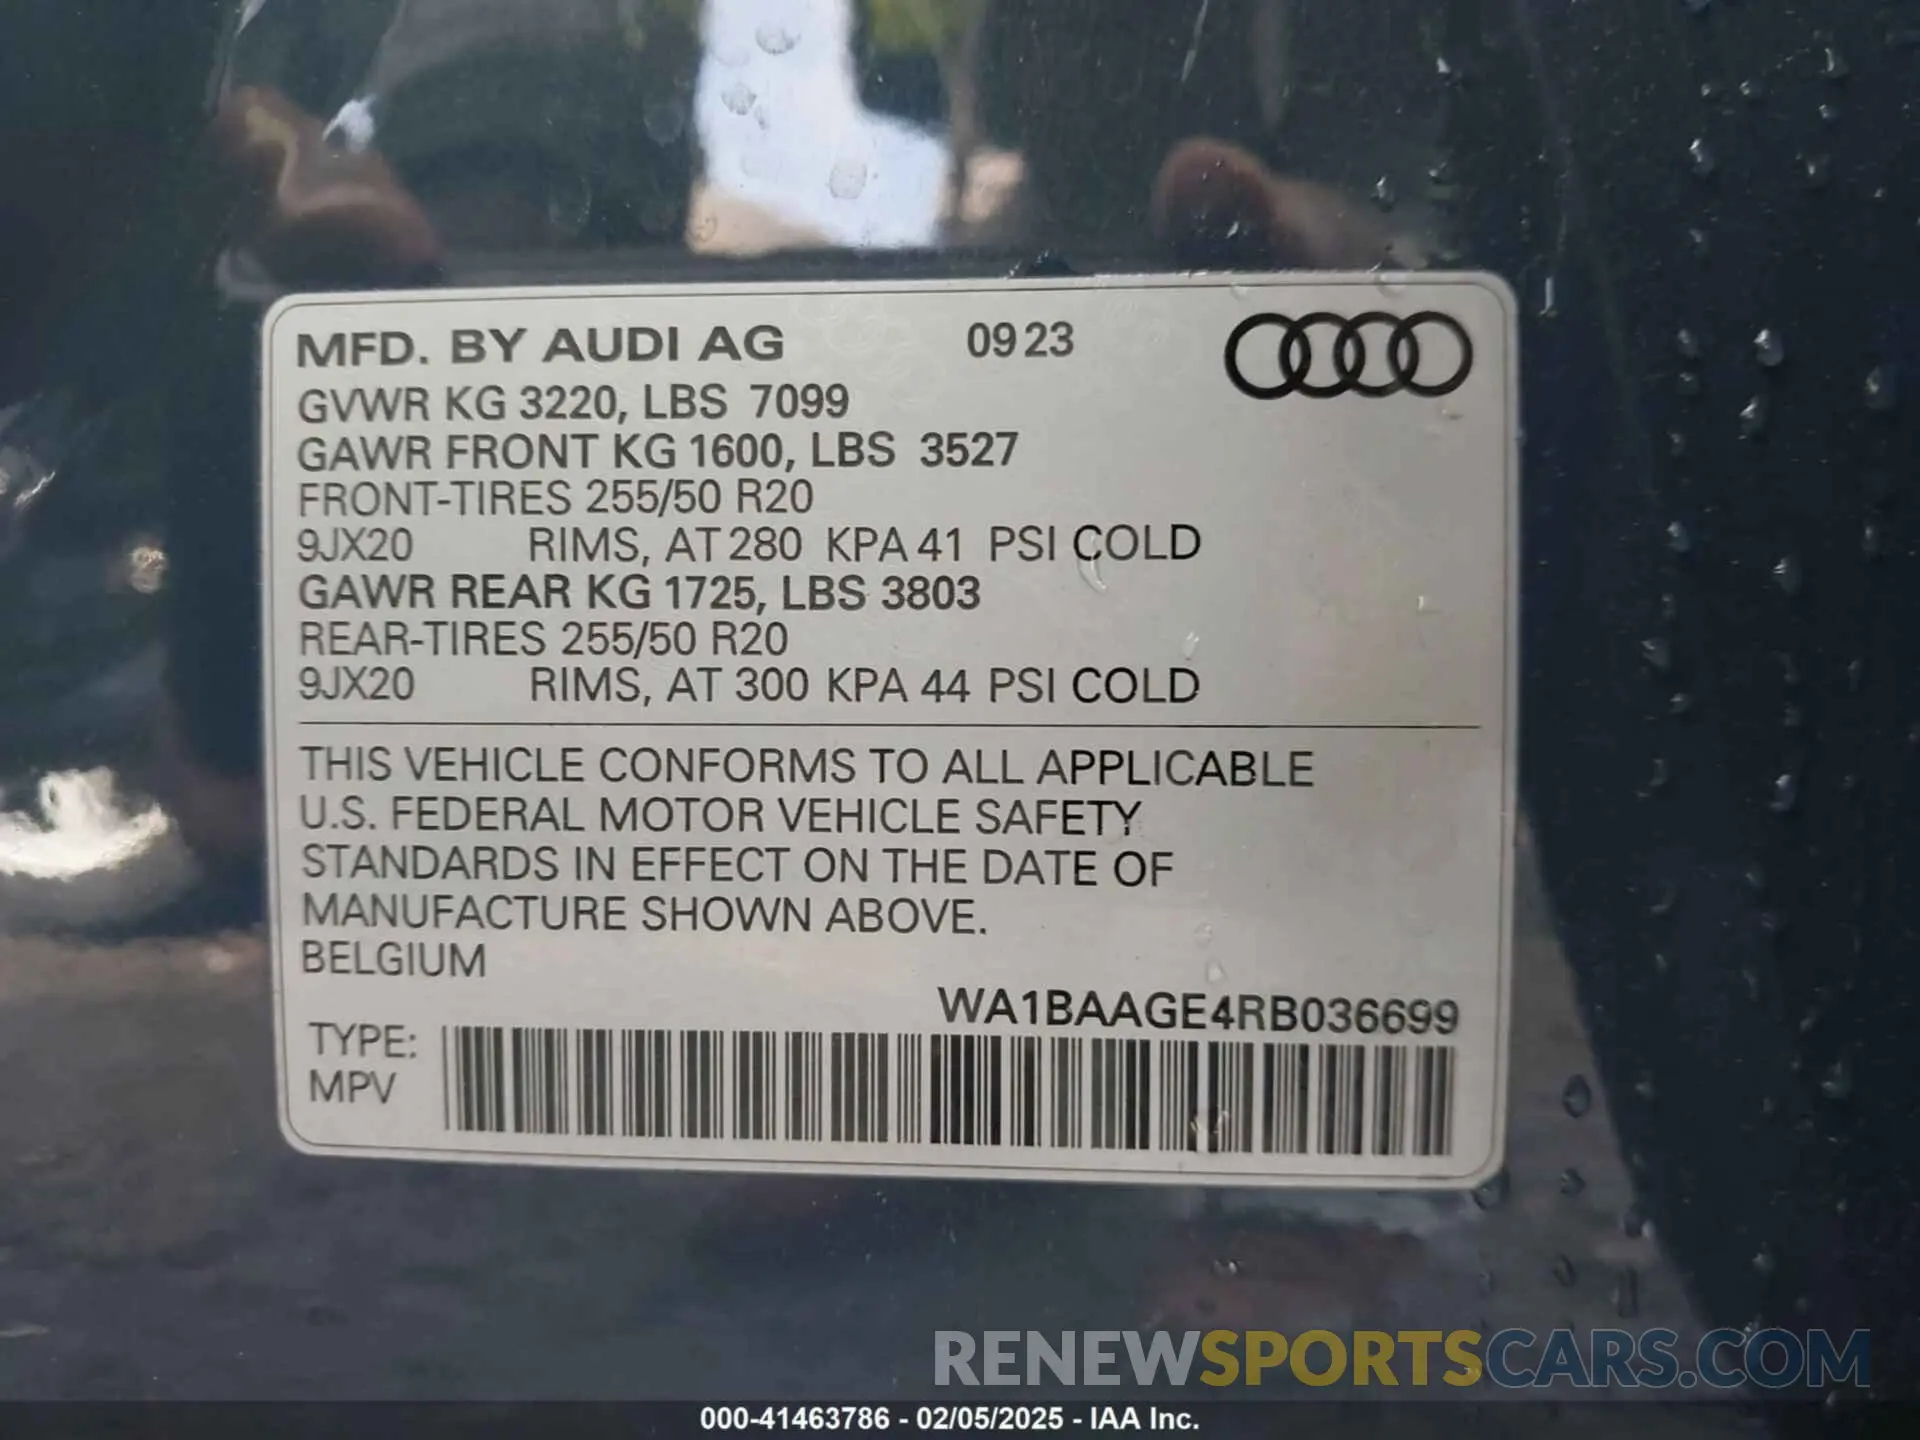 MFD. BY AUDI AG 09 23
GVWR KG 3220, LBS 7099
GAWR FRONT KG 1600, LBS 3527
FRONT-TIRES 255/50 R20
9JX20 RIMS, AT 280 KPA 41 PSI COLD
GAWR REAR KG 1725, LBS 3803
REAR-TIRES 255/50 R20
9JX20 RIMS, AT 300 KPA 44 PSI COLD
THIS VEHICLE CONFORMS TO ALL APPLICABLE
U.S. FEDERAL MOTOR VEHICLE SAFETY
STANDARDS IN EFFECT ON THE DATE OF
MANUFACTURE SHOWN ABOVE.
BELGIUM
WA1BAAGE4RB036699
TYPE:
MPV
RENEWSPORTSCARS.COM
000-41463786 - 02/05/2025 - IAA Inc.